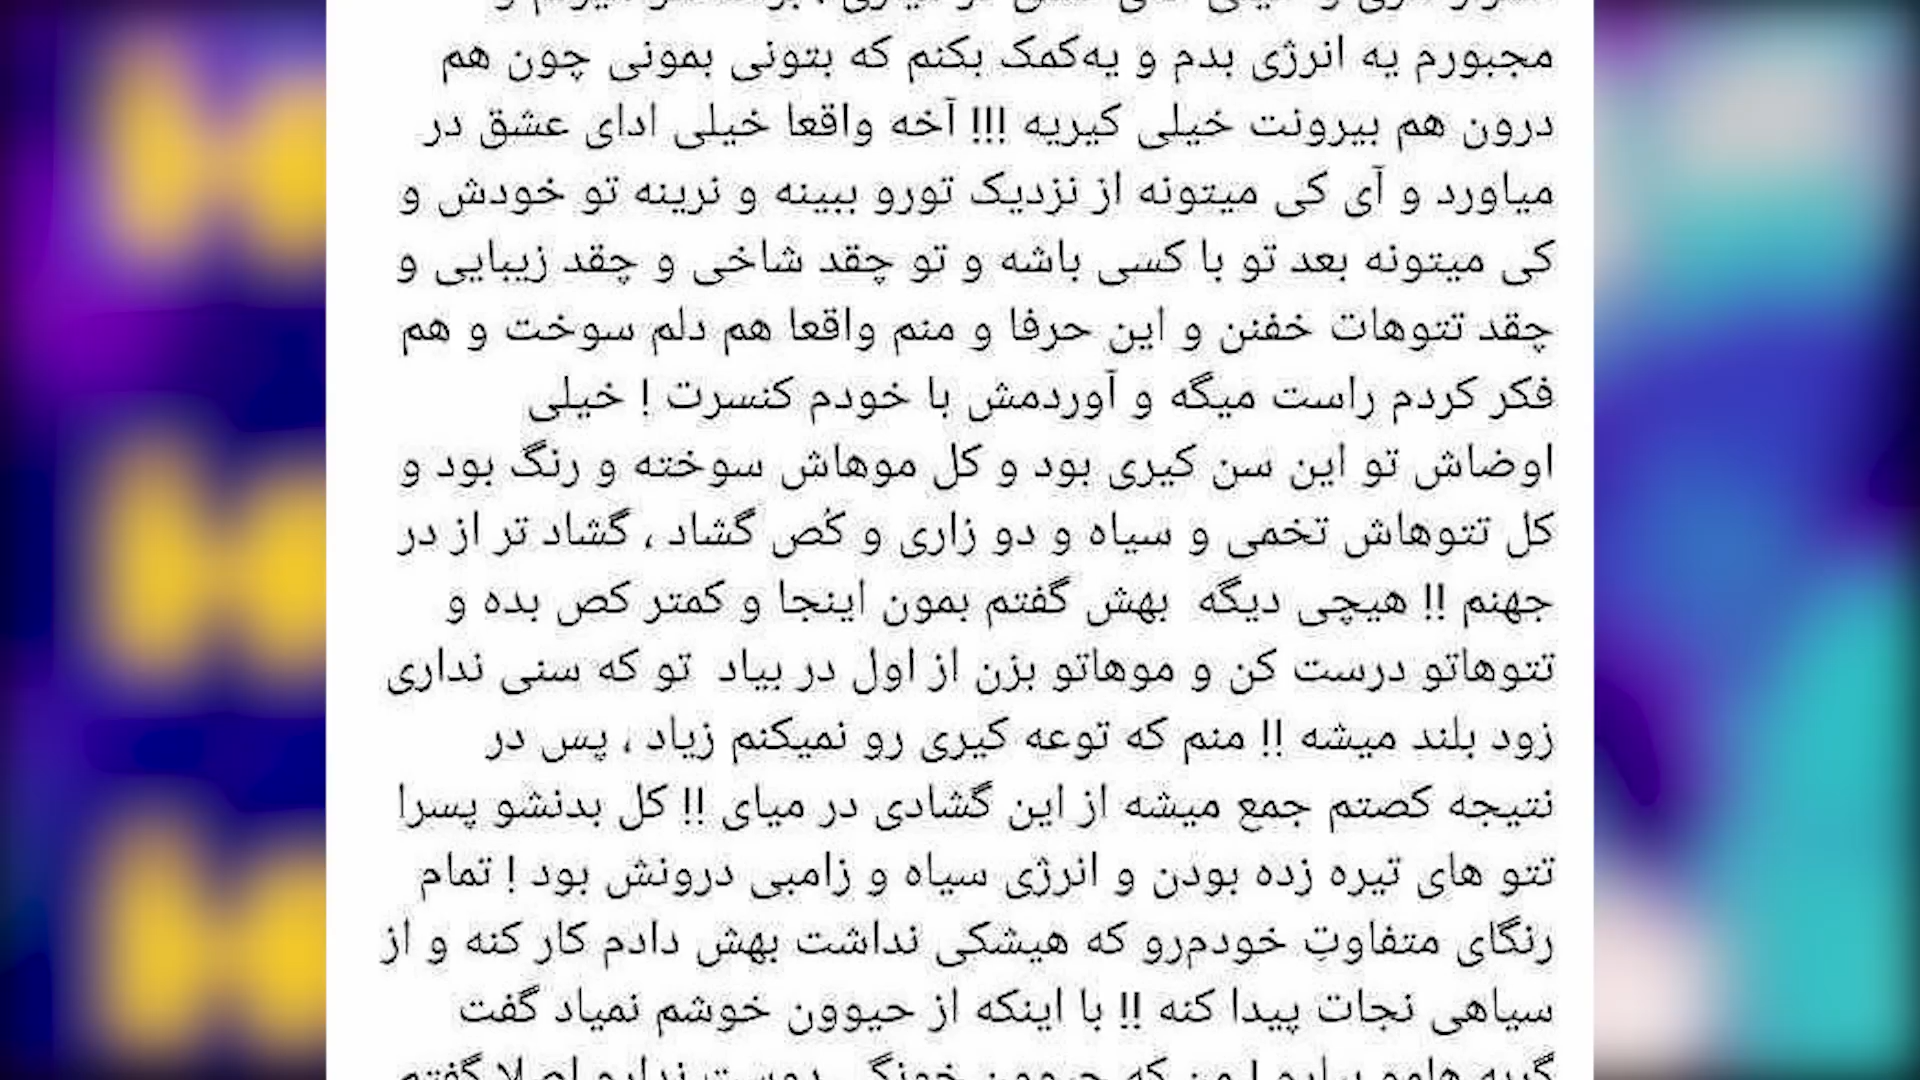 مجبورم یه انرژی بدم و یه‌کمک بکنم که بتونی بمونی چون هم
درون هم بیرونت خیلی کیریه !!! آخه واقعا خیلی ادای عشق در
میاورد و آی کی میتونه از نزدیک تورو ببینه و نرینه تو خودش و
کی میتونه بعد تو با کسی باشه و تو چقد شاخی و چقد زیبایی و
چقد تتوهات خفنن و این حرفا و منم واقعا هم دلم سوخت و هم
فکر کردم راست میگه و آوردمش با خودم کنسرت ! خیلی
اوضاش تو این سن کیری بود و کل موهاش سوخته و رنگ بود و
کل تتوهاش تخمی و سیاه و دو زاری و کُص گشاد ، گشاد تر از در
جهنم !! هیچی دیگه بهش گفتم بمون اینجا و کمتر کص بده و
تتوهاتو درست کن و موهاتو بزن از اول در بیاد تو که سنی نداری
زود بلند میشه !! منم که توعه کیری رو نمیکنم زیاد ، پس در
نتیجه کصتم جمع میشه از این گشادی در میای !! کل بدنشو پسرا
تتو های تیره زده بودن و انرژی سیاه و زامبی درونش بود ! تمام
رنگای متفاوتِ خودم‌رو که هیشکی نداشت بهش دادم کار کنه و از
سیاهی نجات پیدا کنه !! با اینکه از حیوون خوشم نمیاد گفت